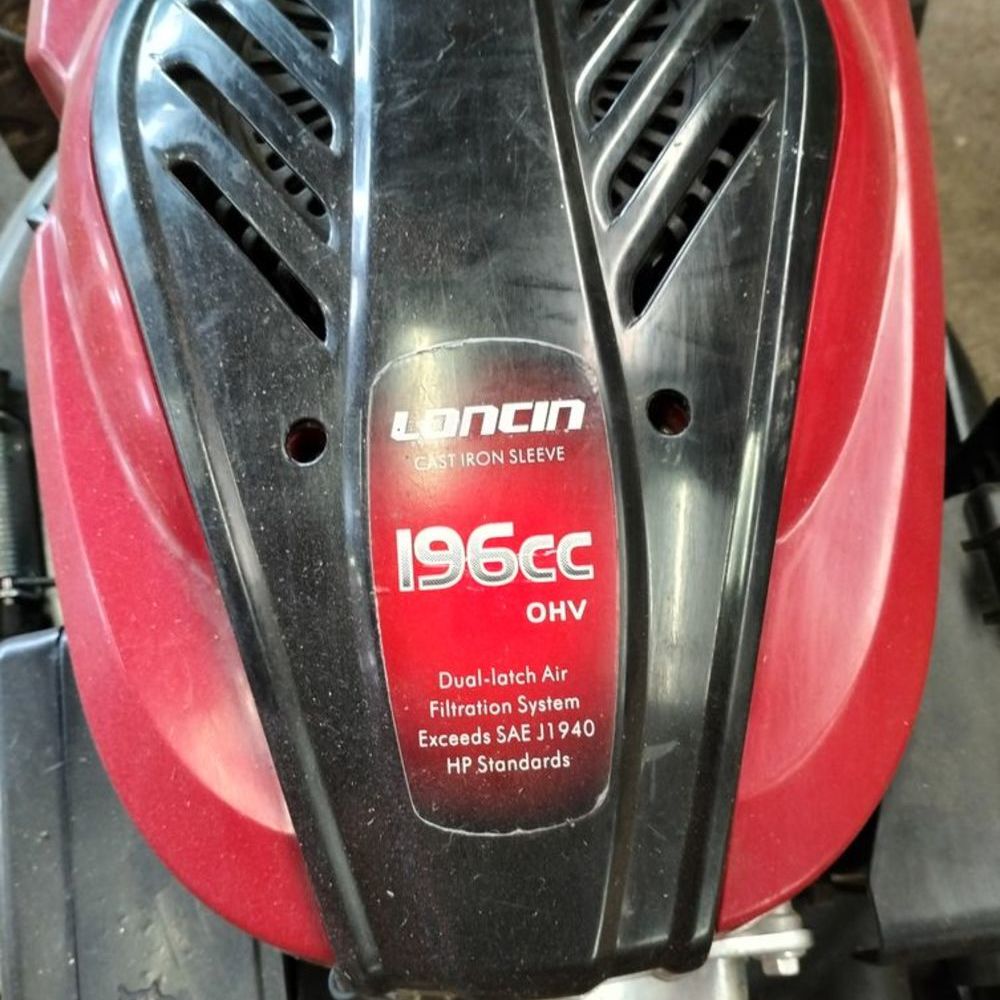 LONCIN
CAST IRON SLEEVE
196cc
OHV
Dual-latch Air
Filtration System
Exceeds SAE J1940
HP Standards